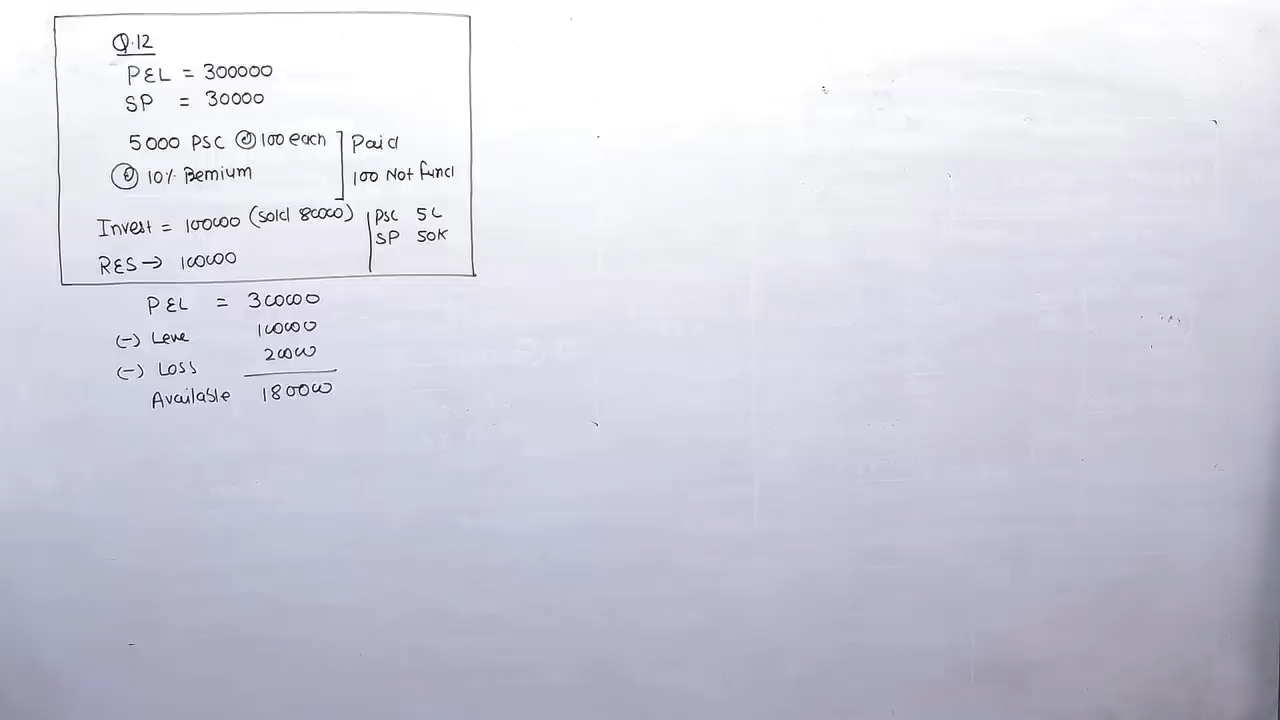 Q.12
P&L = 300000
SP = 30000
5000 PSC @ 100 each
@ 10% Premium
Paid
100 Not Fund
Invest = 100000 (sold 80000)
RES → 100000
PSC 5L
SP 50K
P&L = 300000
(-) Leve 100000
(-) Loss 20000
Available 180000